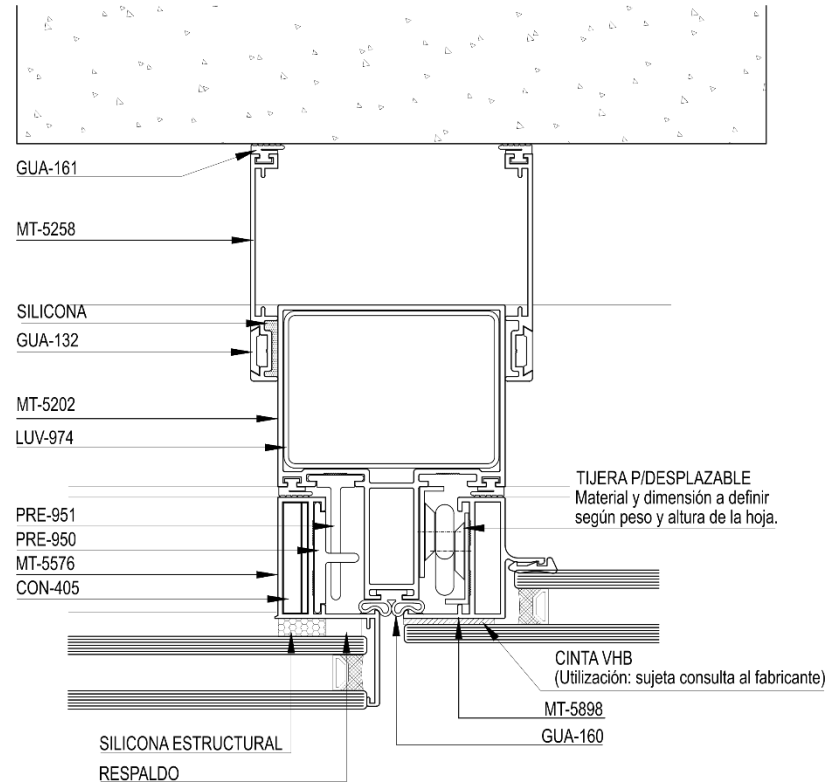 GUA-161
MT-5258
SILICONA
GUA-132
MT-5202
LUV-974
TIJERA P/DESPLAZABLE
Material y dimensión a definir
según peso y altura de la hoja.
PRE-951
PRE-950
MT-5576
CON-405
CINTA VHB
(Utilización: sujeta consulta al fabricante)
MT-5898
GUA-160
SILICONA ESTRUCTURAL
RESPALDO